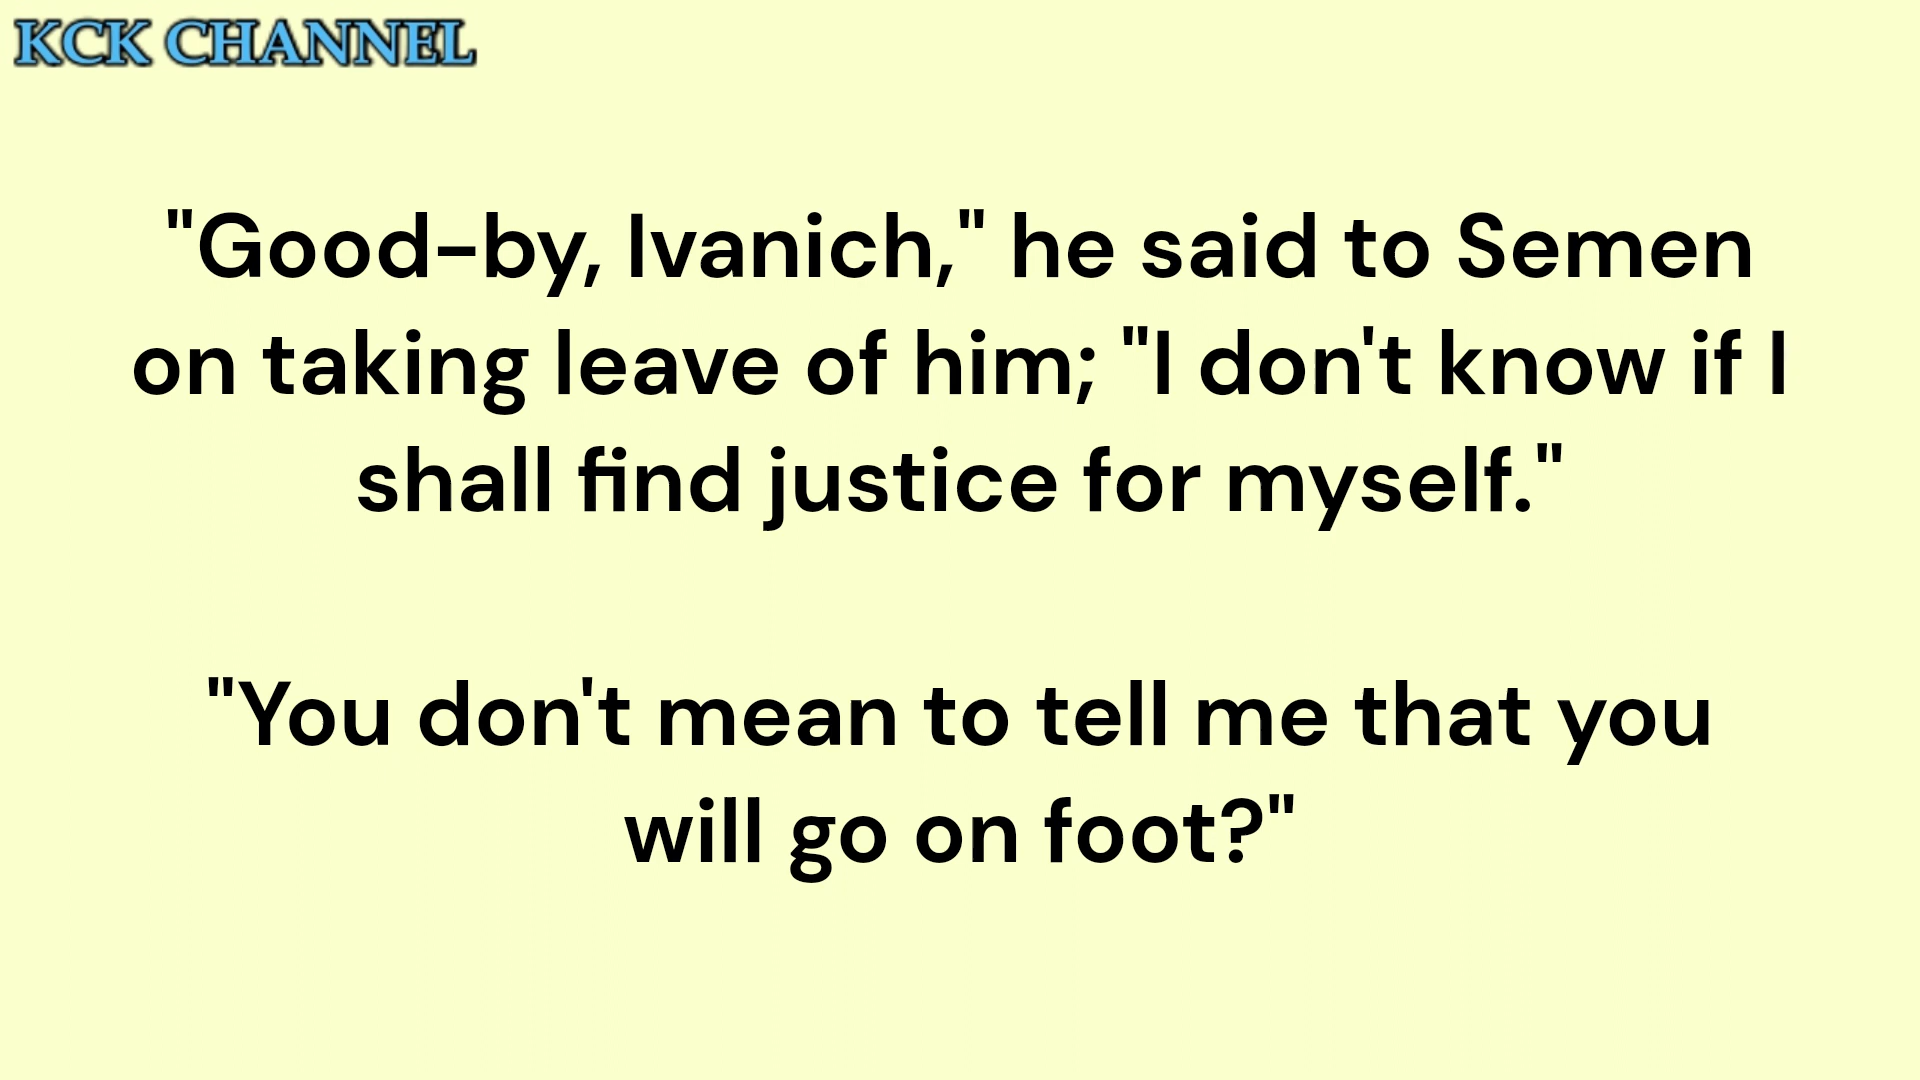 KCK CHANNEL
"Good-by, Ivanich," he said to Semen
on taking leave of him; "I don't know if I
shall find justice for myself."
"You don't mean to tell me that you
will go on foot?"